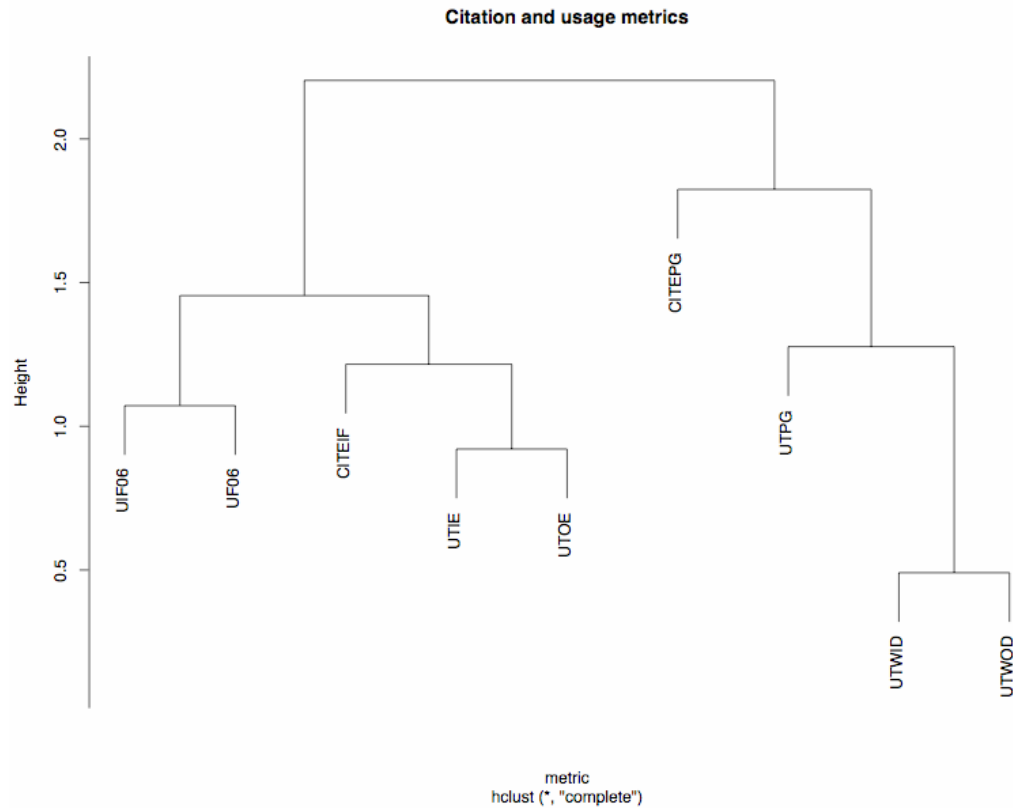 Citation and usage metrics
Height
2.0
1.5
1.0
0.5
UIF06
UF06
CITEIF
UTIE
UTOE
CITEPG
UTPG
UTWID
UTWOD
metric
hclust (*, "complete")